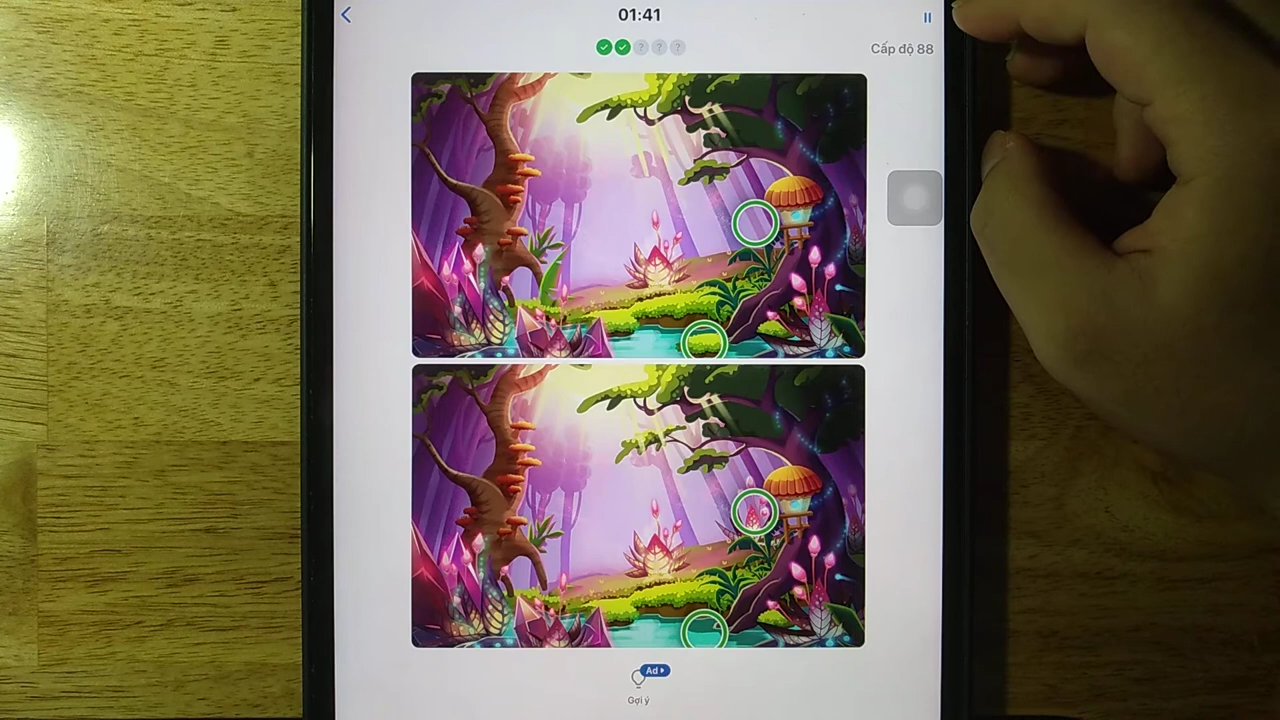 01:41
? ? ?
Cấp độ 88
Ad
Gợi ý